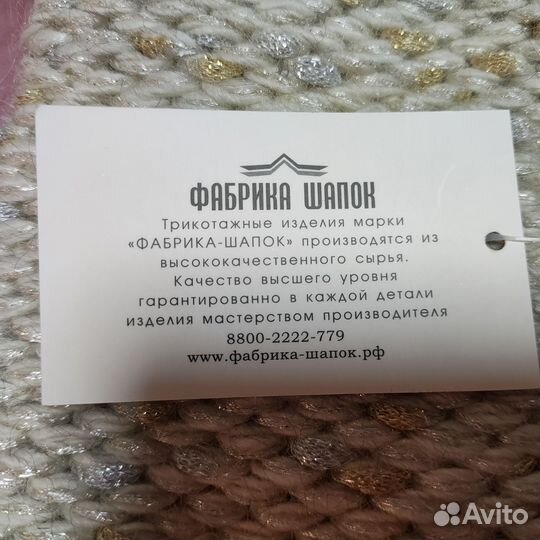 ФАБРИКА ШАПОК
Трикотажные изделия марки
«ФАБРИКА-ШАПОК» производятся из
высококачественного сырья.
Качество высшего уровня
гарантированно в каждой детали
изделия мастерством производителя
8800-2222-779
www.фабрика-шапок.рф
Avito